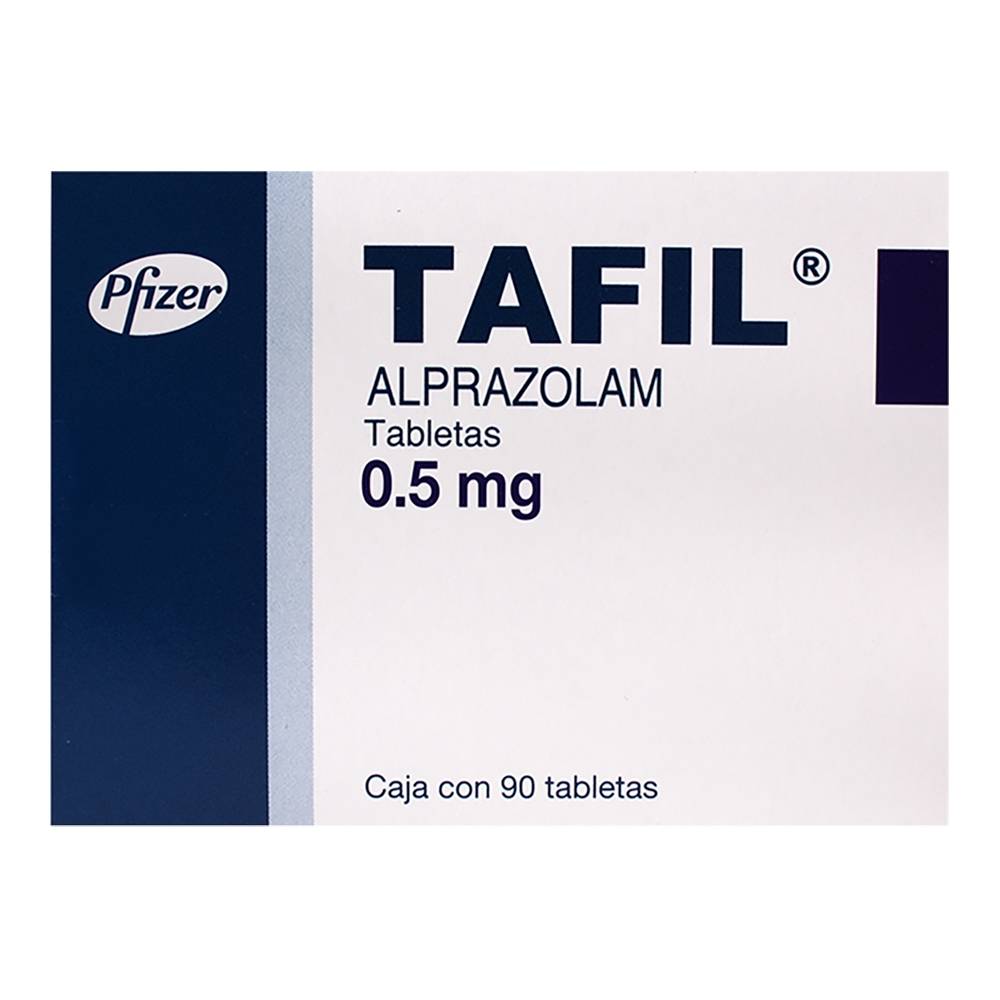 Pfizer
TAFIL®
ALPRAZOLAM
Tabletas
0.5 mg
Caja con 90 tabletas